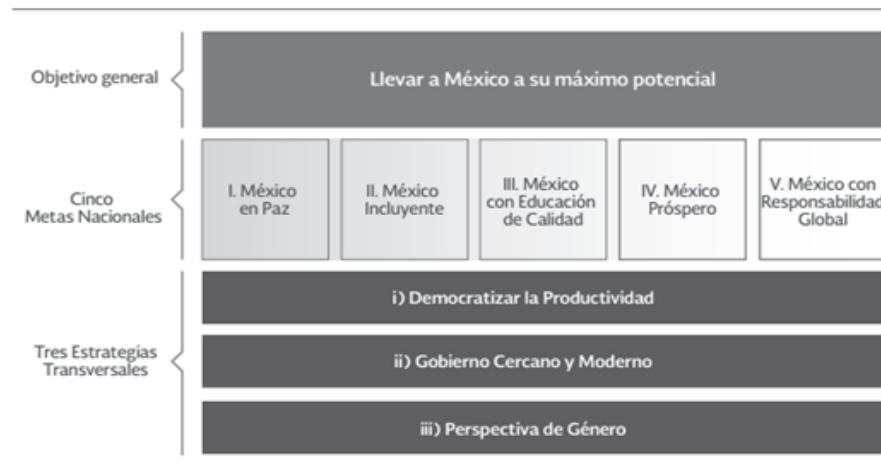 Objetivo general
Llevar a México a su máximo potencial
Cinco
Metas Nacionales
I. México
en Paz
II. México
Incluyente
III. México
con Educación
de Calidad
IV. México
Próspero
V. México con
Responsabilidad
Global
Tres Estrategias
Transversales
i) Democratizar la Productividad
ii) Gobierno Cercano y Moderno
iii) Perspectiva de Género